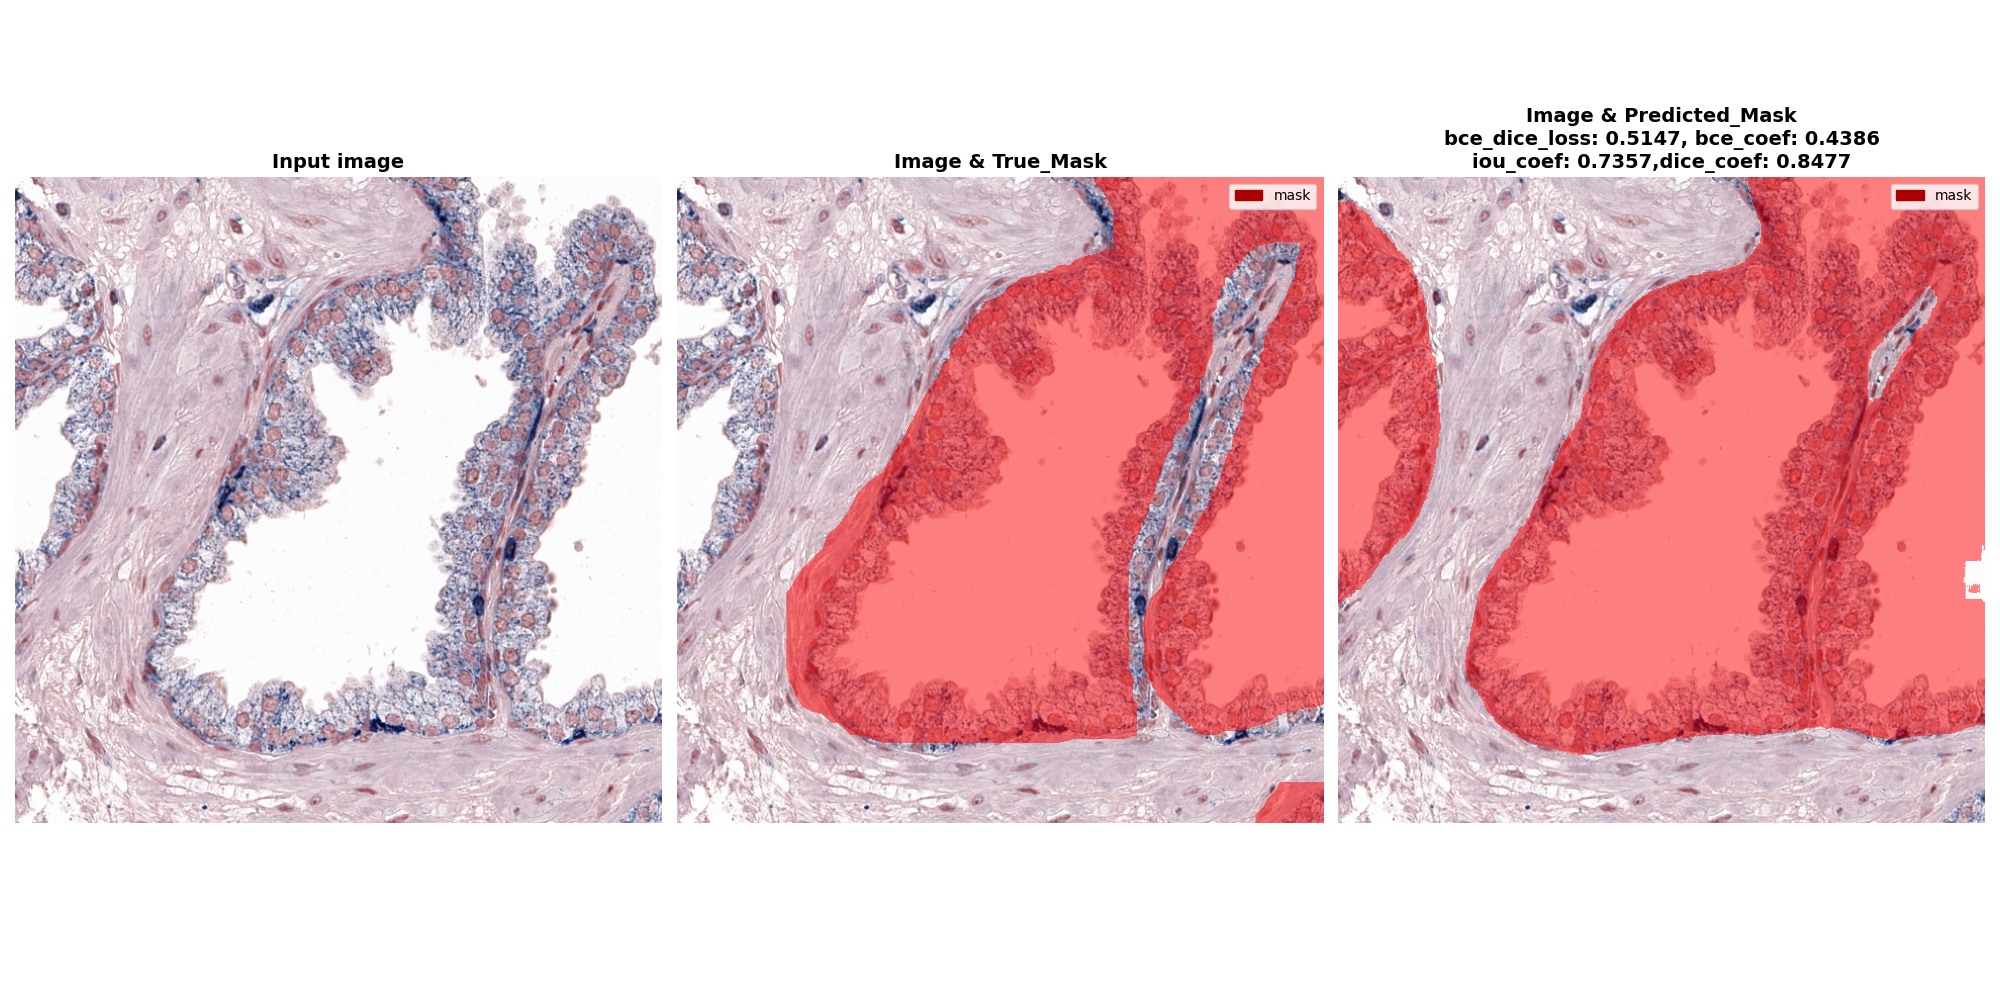 Input image
Image & True_Mask
mask
Image & Predicted_Mask
bce_dice_loss: 0.5147, bce_coef: 0.4386
iou_coef: 0.7357,dice_coef: 0.8477
mask